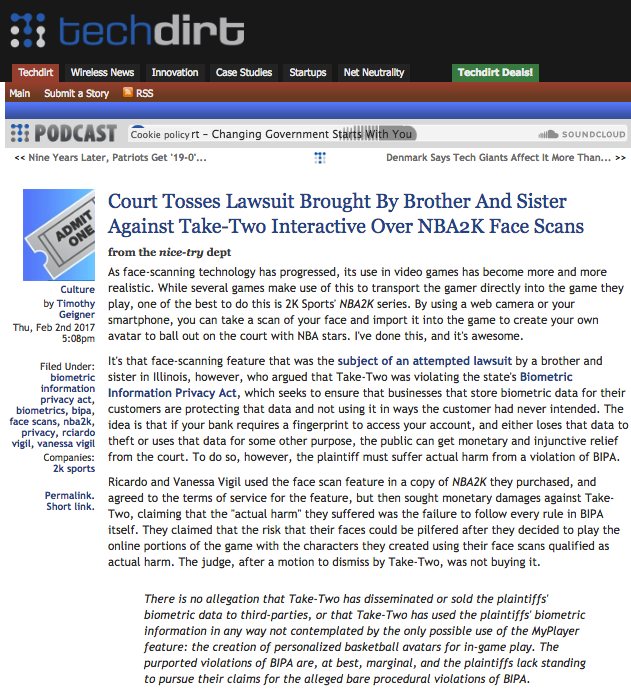 techdirt
Techdirt Wireless News Innovation Case Studies Startups Net Neutrality Techdirt Deals!
Main Submit a Story RSS
PODCAST Cookie policy rt – Changing Government Starts With You SOUNDCLOUD
<< Nine Years Later, Patriots Get '19-0'... Denmark Says Tech Giants Affect It More Than... >>
ADMIT
ONE
Culture
by Timothy
Geigner
Thu, Feb 2nd 2017
5:08pm
Filed Under:
biometric
information
privacy act,
biometrics, bipa,
face scans, nba2k,
privacy, rciardo
vigil, vanessa vigil
Companies:
2k sports
Permalink.
Short link.
Court Tosses Lawsuit Brought By Brother And Sister
Against Take-Two Interactive Over NBA2K Face Scans
from the nice-try dept
As face-scanning technology has progressed, its use in video games has become more and more
realistic. While several games make use of this to transport the gamer directly into the game they
play, one of the best to do this is 2K Sports' NBA2K series. By using a web camera or your
smartphone, you can take a scan of your face and import it into the game to create your own
avatar to ball out on the court with NBA stars. I've done this, and it's awesome.
It's that face-scanning feature that was the subject of an attempted lawsuit by a brother and
sister in Illinois, however, who argued that Take-Two was violating the state's Biometric
Information Privacy Act, which seeks to ensure that businesses that store biometric data for their
customers are protecting that data and not using it in ways the customer had never intended. The
idea is that if your bank requires a fingerprint to access your account, and either loses that data to
theft or uses that data for some other purpose, the public can get monetary and injunctive relief
from the court. To do so, however, the plaintiff must suffer actual harm from a violation of BIPA.
Ricardo and Vanessa Vigil used the face scan feature in a copy of NBA2K they purchased, and
agreed to the terms of service for the feature, but then sought monetary damages against Take-
Two, claiming that the "actual harm" they suffered was the failure to follow every rule in BIPA
itself. They claimed that the risk that their faces could be pilfered after they decided to play the
online portions of the game with the characters they created using their face scans qualified as
actual harm. The judge, after a motion to dismiss by Take-Two, was not buying it.
There is no allegation that Take-Two has disseminated or sold the plaintiffs'
biometric data to third-parties, or that Take-Two has used the plaintiffs' biometric
information in any way not contemplated by the only possible use of the MyPlayer
feature: the creation of personalized basketball avatars for in-game play. The
purported violations of BIPA are, at best, marginal, and the plaintiffs lack standing
to pursue their claims for the alleged bare procedural violations of BIPA.